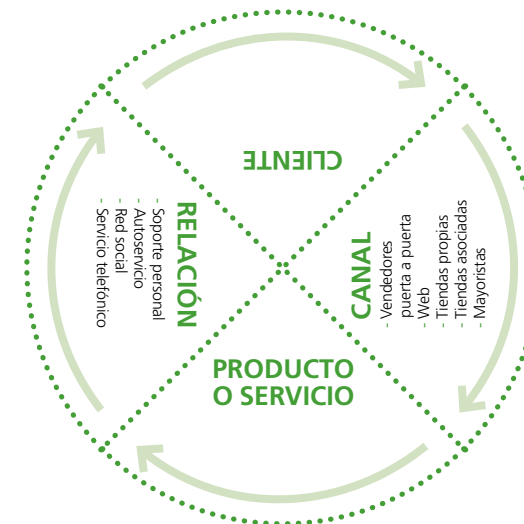 CLIENTE
CANAL
- Vendedores
puerta a puerta
- Web
- Tiendas propias
- Tiendas asociadas
- Mayoristas
PRODUCTO
O SERVICIO
RELACIÓN
- Soporte personal
- Autoservicio
- Red social
- Servicio telefónico